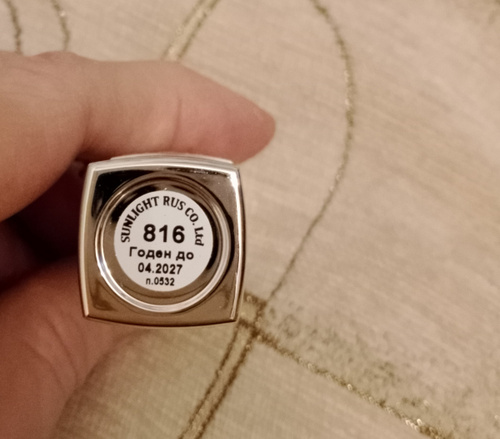 SUNLIGHT RUS CO. Ltd
816
Годен до
04.2027
п.0532